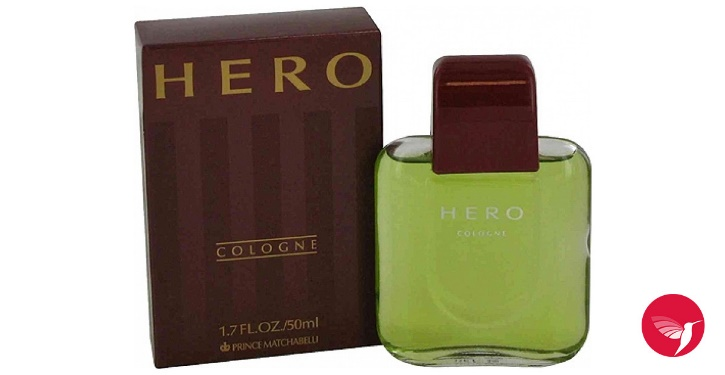 HERO
COLOGNE
1.7 FL.OZ./50ml
PRINCE MATCHABELLI
HERO
COLOGNE